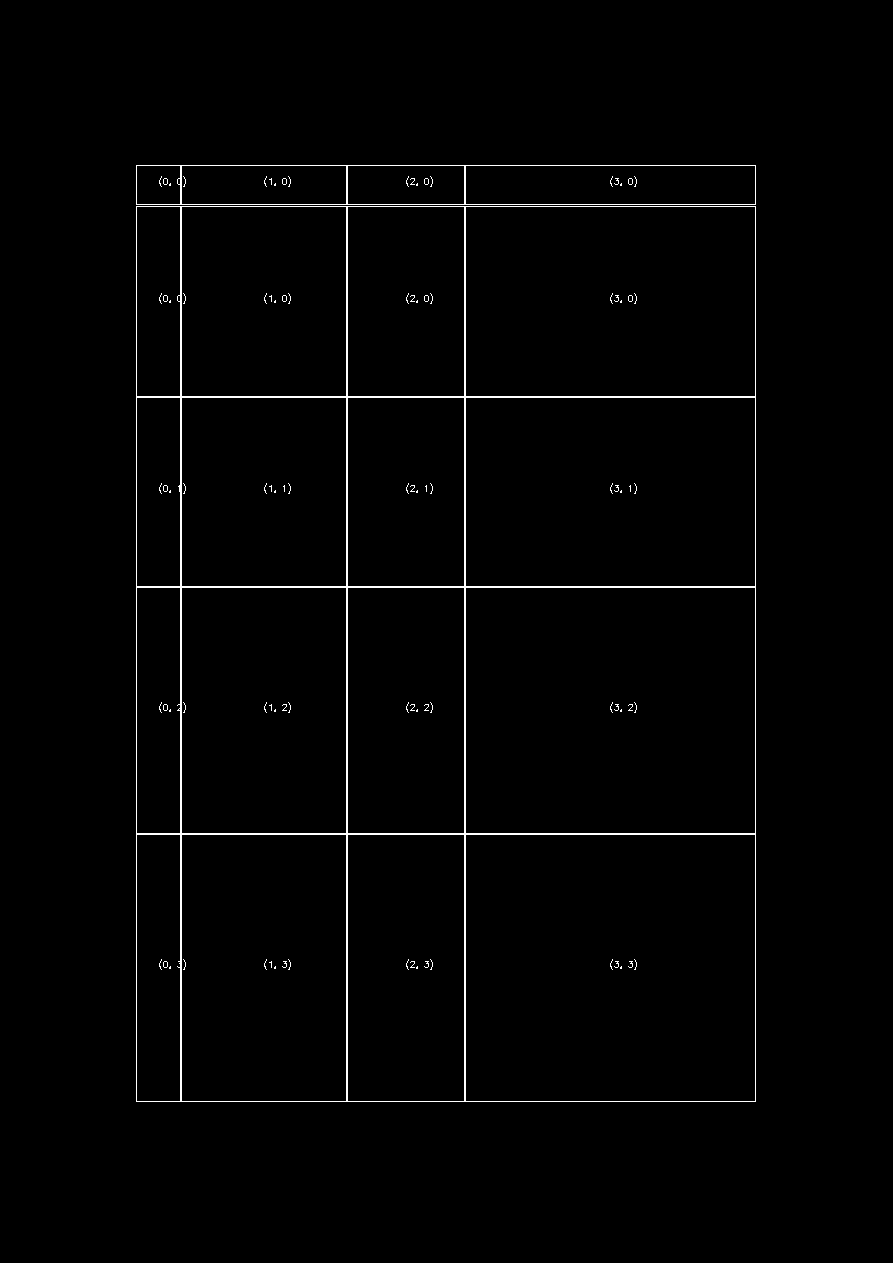 (0, 0) (1, 0) (2, 0) (3, 0)
(0, 0) (1, 0) (2, 0) (3, 0)
(0, 1) (1, 1) (2, 1) (3, 1)
(0, 2) (1, 2) (2, 2) (3, 2)
(0, 3) (1, 3) (2, 3) (3, 3)